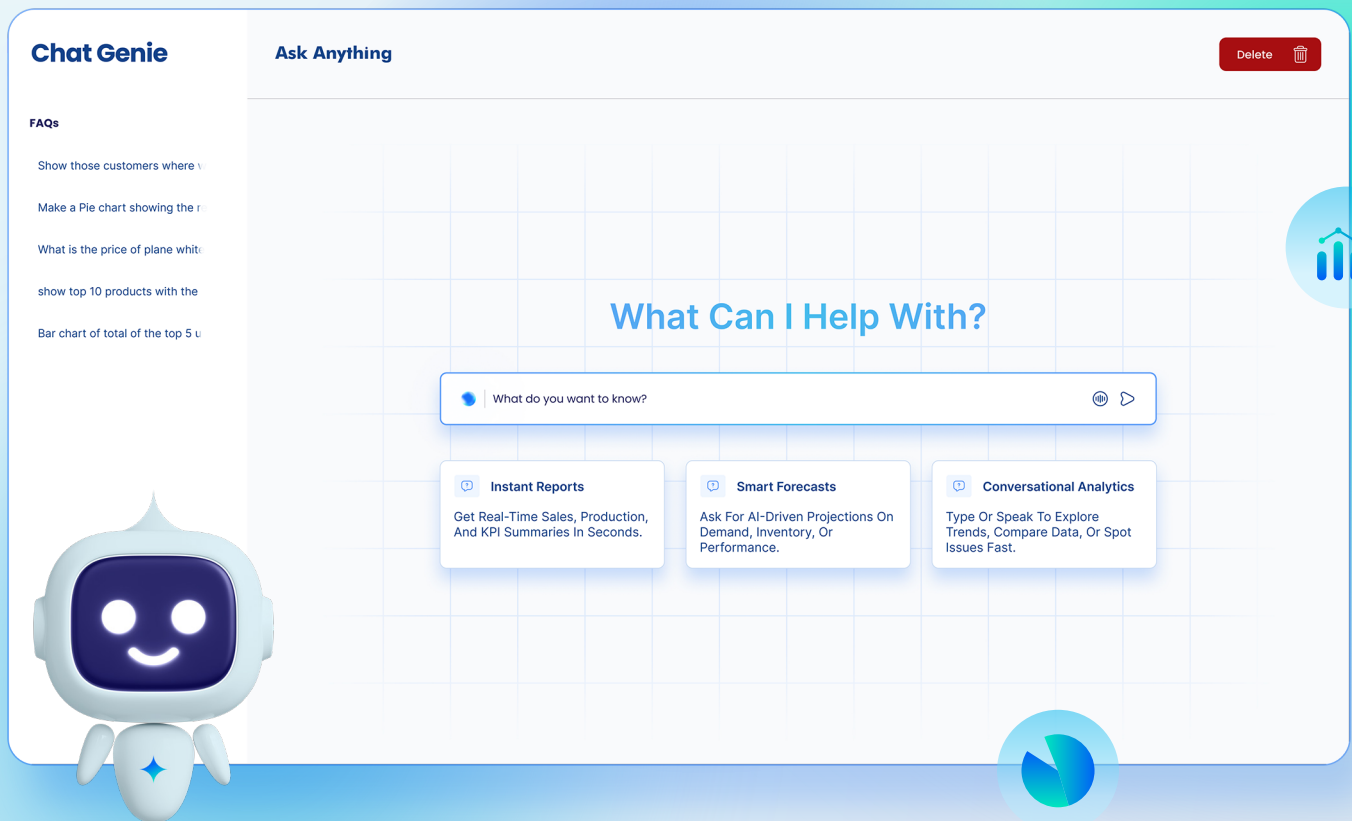 Chat Genie
Ask Anything
Delete
FAQs
Show those customers where
Make a Pie chart showing the
What is the price of plane white
show top 10 products with the
Bar chart of total of the top 5
What Can I Help With?
What do you want to know?
Instant Reports
Get Real-Time Sales, Production,
And KPI Summaries In Seconds.
Smart Forecasts
Ask For AI-Driven Projections On
Demand, Inventory, Or
Performance.
Conversational Analytics
Type Or Speak To Explore
Trends, Compare Data, Or Spot
Issues Fast.